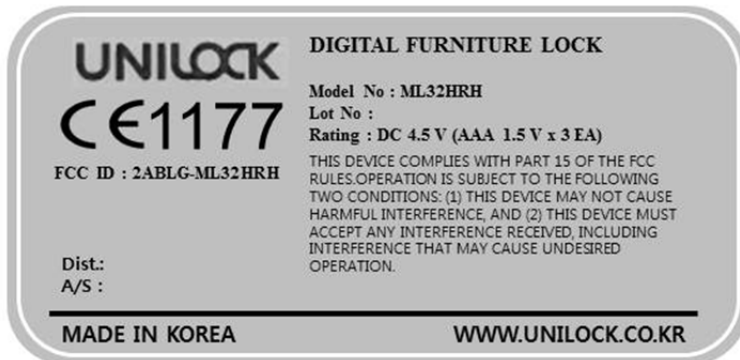 UNILOCK
CE1177
FCC ID : 2ABLG-ML32HRH
Dist.:
A/S :
DIGITAL FURNITURE LOCK
Model No : ML32HRH
Lot No :
Rating : DC 4.5 V (AAA 1.5 V x 3 EA)
THIS DEVICE COMPLIES WITH PART 15 OF THE FCC
RULES.OPERATION IS SUBJECT TO THE FOLLOWING
TWO CONDITIONS: (1) THIS DEVICE MAY NOT CAUSE
HARMFUL INTERFERENCE, AND (2) THIS DEVICE MUST
ACCEPT ANY INTERFERENCE RECEIVED, INCLUDING
INTERFERENCE THAT MAY CAUSE UNDESIRED
OPERATION.
MADE IN KOREA
WWW.UNILOCK.CO.KR